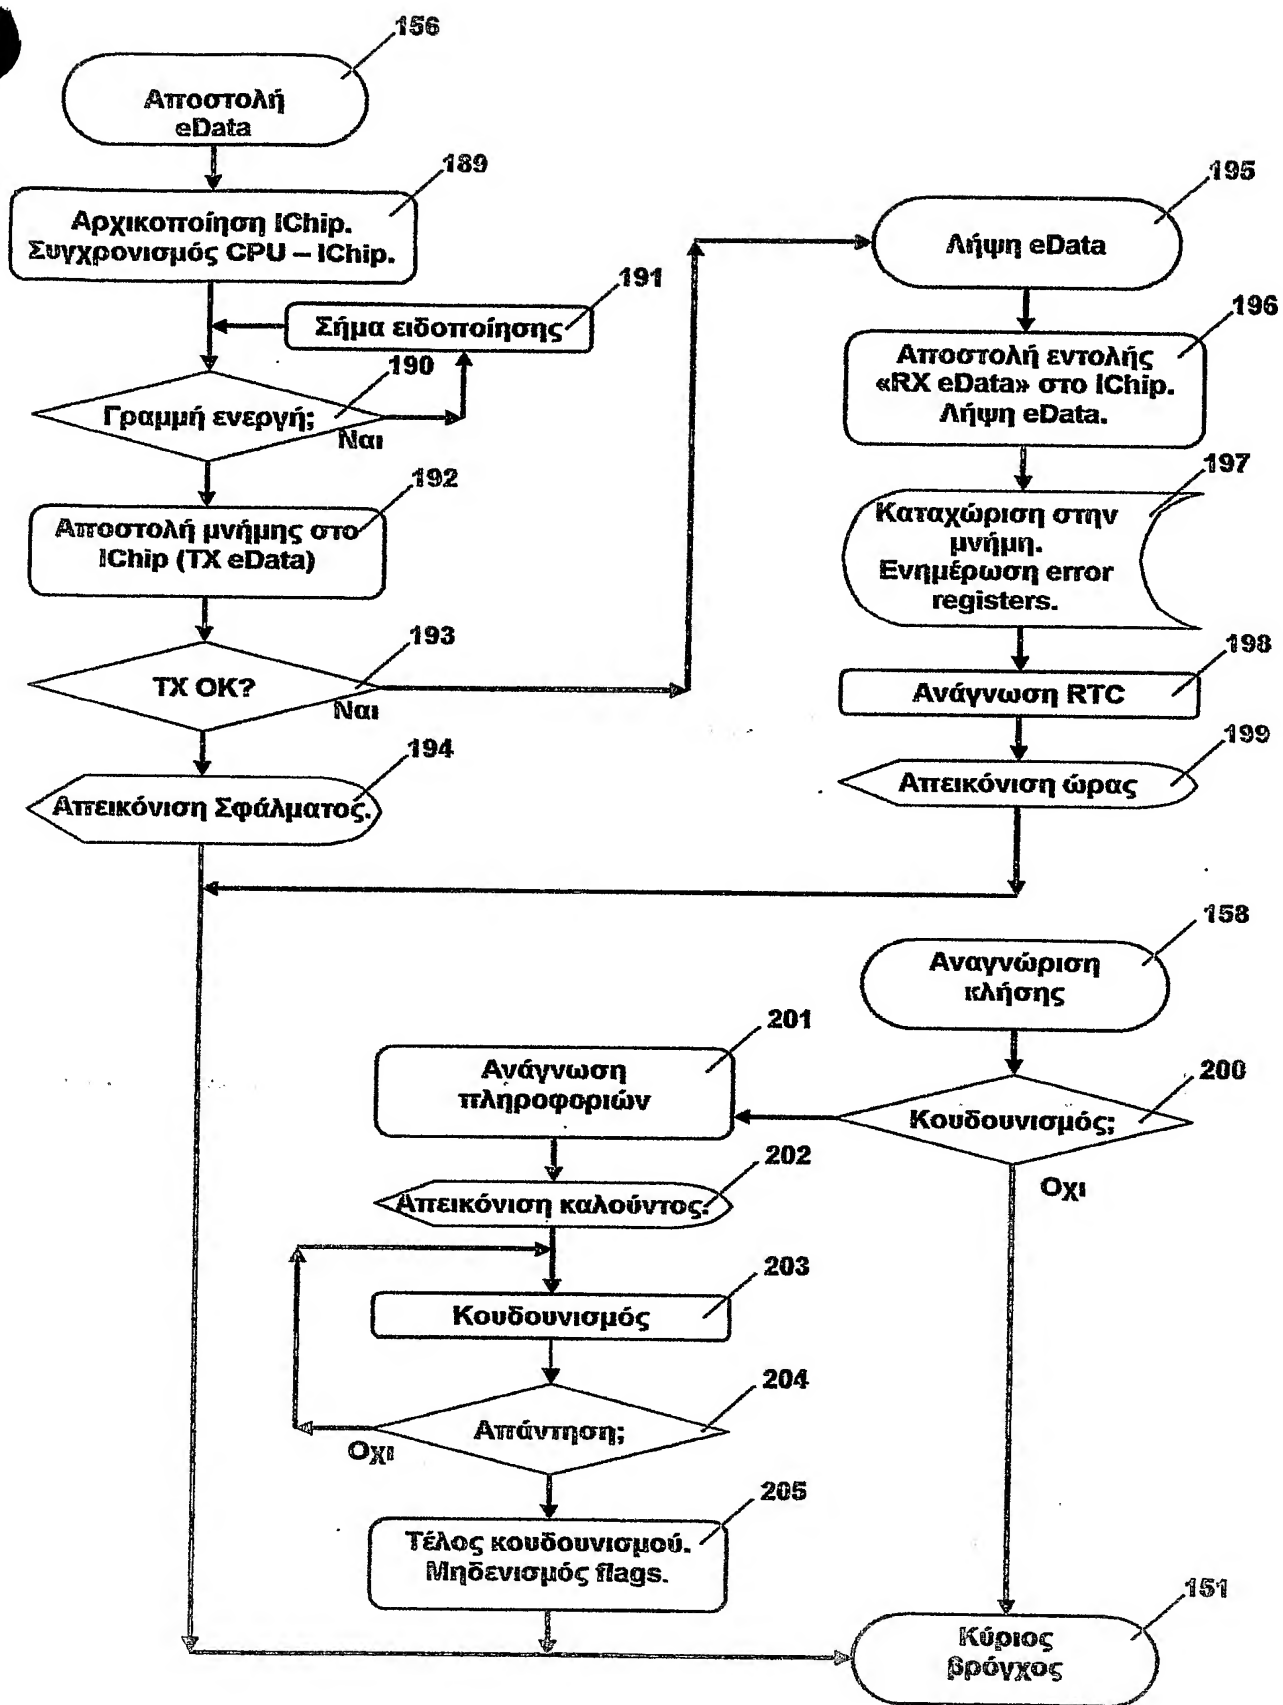 156
Αποστολή
eData
189
Αρχικοποίηση IChip.
Συγχρονισμός CPU – IChip.
191
Σήμα ειδοποίησης
190
Γραμμή ενεργή;
Ναι
192
Αποστολή μνήμης στο
IChip (TX eData)
193
TX OK?
Ναι
194
Απεικόνιση Σφάλματος.
195
Λήψη eData
196
Αποστολή εντολής
«RX eData» στο IChip.
Λήψη eData.
197
Καταχώριση στην
μνήμη.
Ενημέρωση error
registers.
198
Ανάγνωση RTC
199
Απεικόνιση ώρας
158
Αναγνώριση
κλήσης
200
Κουδουνισμός;
Οχι
201
Ανάγνωση
πληροφοριών
202
Απεικόνιση καλούντος.
203
Κουδουνισμός
204
Απάντηση;
Οχι
205
Τέλος κουδουνισμού.
Μηδενισμός flags.
151
Κύριος
βρόγχος